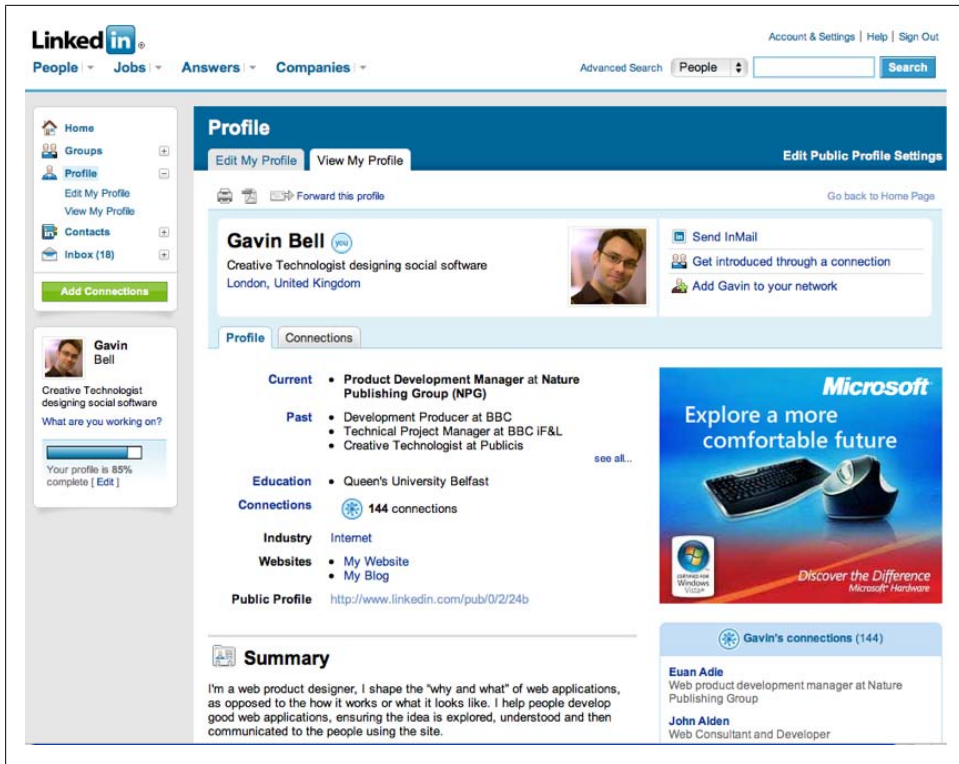 Linked in ®
Account & Settings | Help | Sign Out
People Jobs Answers Companies
Advanced Search People Search
Home
Groups
Profile
Edit My Profile
View My Profile
Contacts
Inbox (18)
Add Connections
Gavin
Bell
Creative Technologist
designing social software
What are you working on?
Your profile is 85%
complete [ Edit ]
Profile
Edit My Profile View My Profile
Edit Public Profile Settings
Forward this profile
Go back to Home Page
Gavin Bell you
Creative Technologist designing social software
London, United Kingdom
Send InMail
Get introduced through a connection
Add Gavin to your network
Profile Connections
Current • Product Development Manager at Nature
Publishing Group (NPG)
Past • Development Producer at BBC
• Technical Project Manager at BBC iF&L
• Creative Technologist at Publicis
see all...
Education • Queen's University Belfast
Connections 144 connections
Industry Internet
Websites • My Website
• My Blog
Public Profile http://www.linkedin.com/pub/0/2/24b
Summary
I'm a web product designer, I shape the "why and what" of web applications,
as opposed to the how it works or what it looks like. I help people develop
good web applications, ensuring the idea is explored, understood and then
communicated to the people using the site.
Microsoft®
Explore a more
comfortable future
CERTIFIED FOR
Windows
Vista®
Discover the Difference
Microsoft® Hardware
Gavin's connections (144)
Euan Adie
Web product development manager at Nature
Publishing Group
John Alden
Web Consultant and Developer